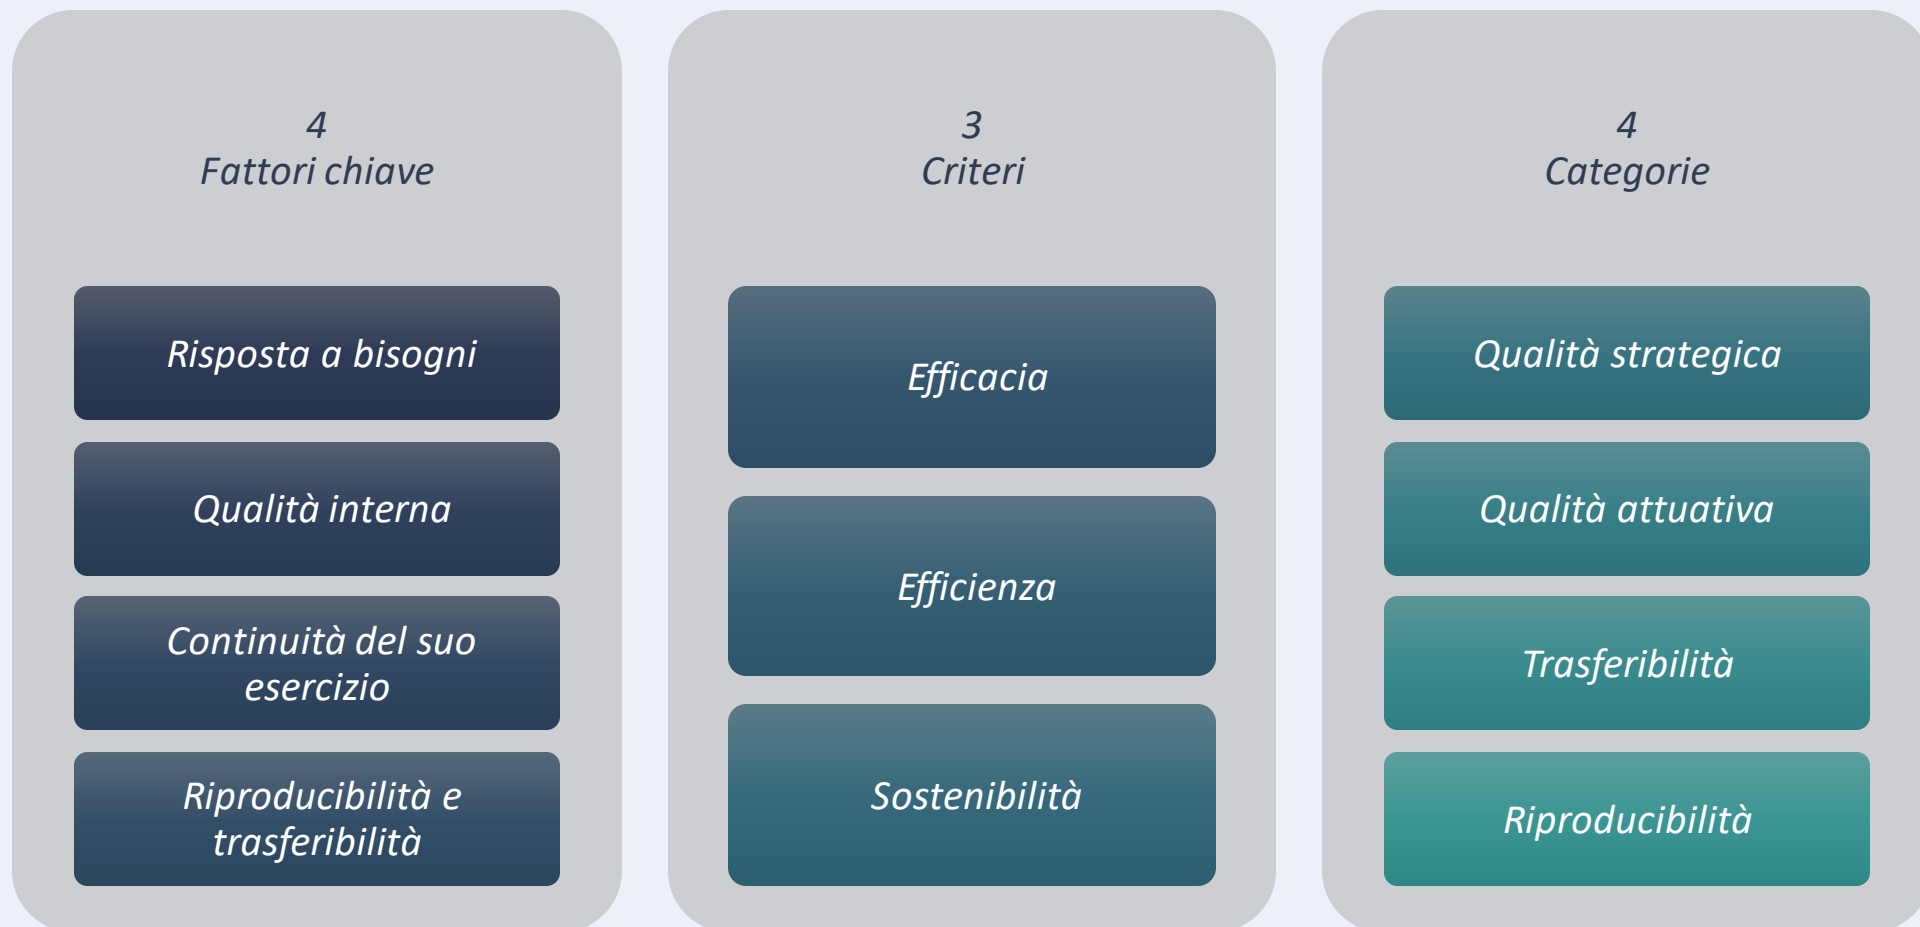 4
Fattori chiave
Risposta a bisogni
Qualità interna
Continuità del suo
esercizio
Riproducibilità e
trasferibilità
3
Criteri
Efficacia
Efficienza
Sostenibilità
4
Categorie
Qualità strategica
Qualità attuativa
Trasferibilità
Riproducibilità